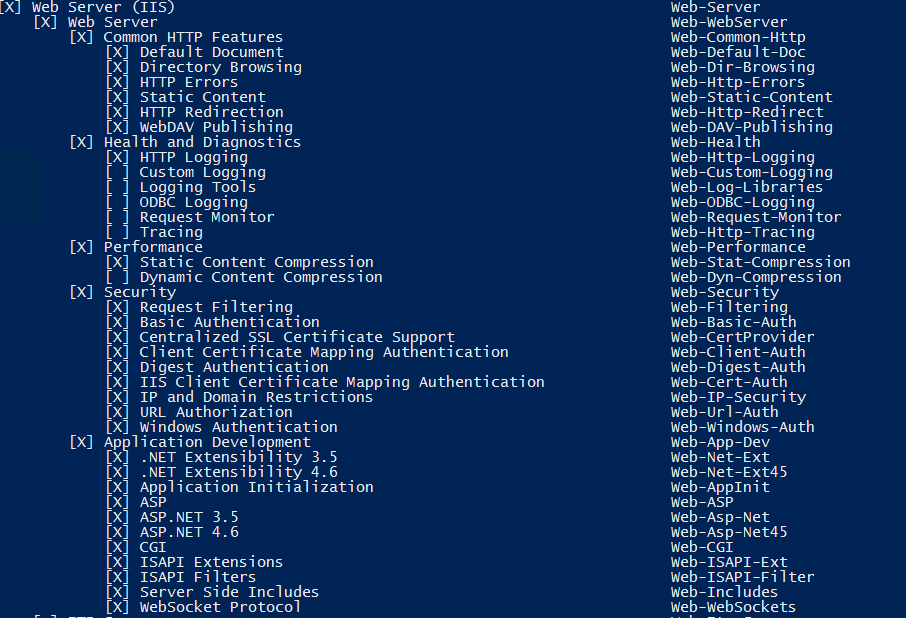 [X] Web Server (IIS) Web-Server
[X] Web Server Web-WebServer
[X] Common HTTP Features Web-Common-Http
[X] Default Document Web-Default-Doc
[X] Directory Browsing Web-Dir-Browsing
[X] HTTP Errors Web-Http-Errors
[X] Static Content Web-Static-Content
[X] HTTP Redirection Web-Http-Redirect
[X] WebDAV Publishing Web-DAV-Publishing
[X] Health and Diagnostics Web-Health
[X] HTTP Logging Web-Http-Logging
[ ] Custom Logging Web-Custom-Logging
[ ] Logging Tools Web-Log-Libraries
[ ] ODBC Logging Web-ODBC-Logging
[ ] Request Monitor Web-Request-Monitor
[ ] Tracing Web-Http-Tracing
[X] Performance Web-Performance
[X] Static Content Compression Web-Stat-Compression
[ ] Dynamic Content Compression Web-Dyn-Compression
[X] Security Web-Security
[X] Request Filtering Web-Filtering
[X] Basic Authentication Web-Basic-Auth
[X] Centralized SSL Certificate Support Web-CertProvider
[X] Client Certificate Mapping Authentication Web-Client-Auth
[X] Digest Authentication Web-Digest-Auth
[X] IIS Client Certificate Mapping Authentication Web-Cert-Auth
[X] IP and Domain Restrictions Web-IP-Security
[X] URL Authorization Web-Url-Auth
[X] Windows Authentication Web-Windows-Auth
[X] Application Development Web-App-Dev
[X] .NET Extensibility 3.5 Web-Net-Ext
[X] .NET Extensibility 4.6 Web-Net-Ext45
[X] Application Initialization Web-AppInit
[X] ASP Web-ASP
[X] ASP.NET 3.5 Web-Asp-Net
[X] ASP.NET 4.6 Web-Asp-Net45
[X] CGI Web-CGI
[X] ISAPI Extensions Web-ISAPI-Ext
[X] ISAPI Filters Web-ISAPI-Filter
[X] Server Side Includes Web-Includes
[X] WebSocket Protocol Web-WebSockets